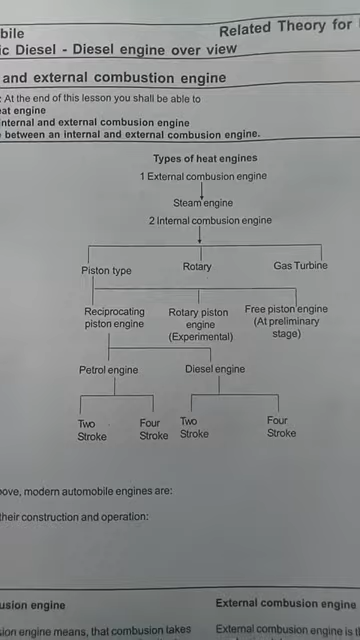 bile
Related Theory for
ic Diesel - Diesel engine over view
and external combustion engine
: At the end of this lesson you shall be able to
eat engine
internal and external combustion engine
between an internal and external combustion engine.
Types of heat engines
1 External combustion engine
Steam engine
2 Internal combustion engine
Piston type
Rotary
Gas Turbine
Reciprocating
piston engine
Rotary piston
engine
(Experimental)
Free piston engine
(At preliminary
stage)
Petrol engine
Diesel engine
Two
Stroke
Four
Stroke
Two
Stroke
Four
Stroke
ove, modern automobile engines are:
their construction and operation:
usion engine
External combustion engine
sion engine means, that combustion takes
External combustion engine is